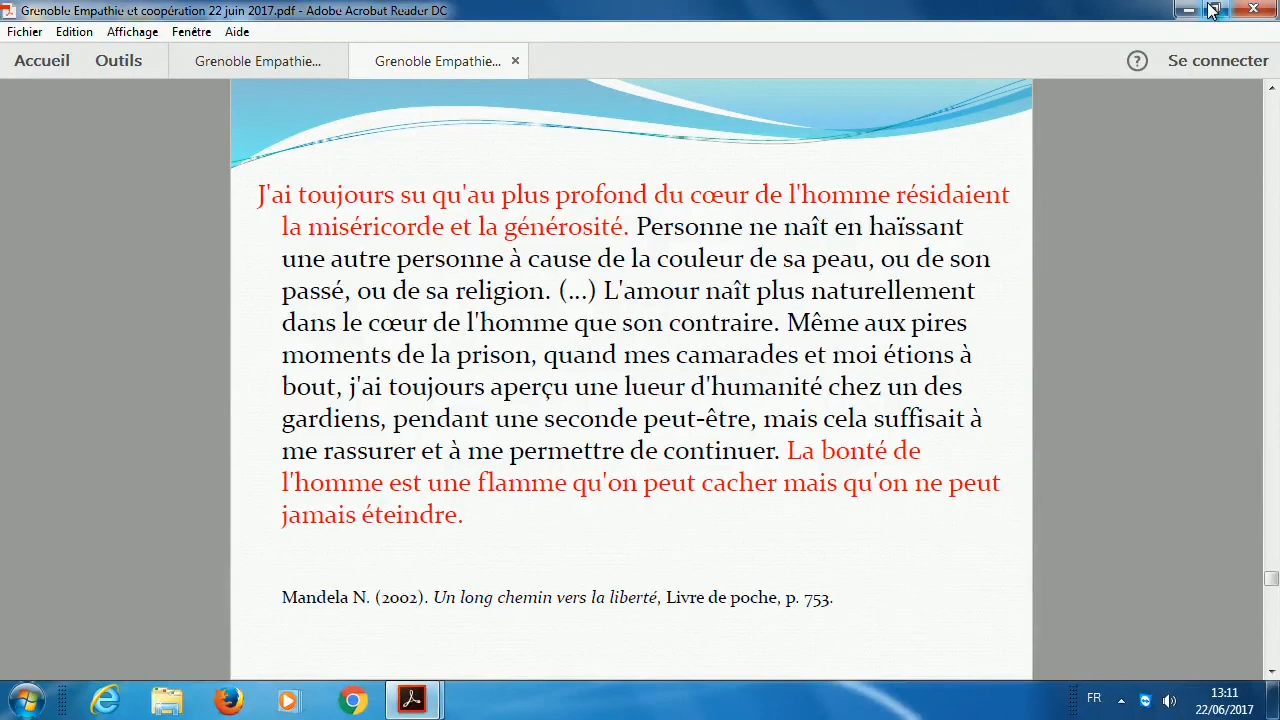 Grenoble Empathie et coopération 22 juin 2017.pdf - Adobe Acrobat Reader DC
Fichier Edition Affichage Fenêtre Aide
Accueil Outils Grenoble Empathie... Grenoble Empathie... × ? Se connecter
J'ai toujours su qu'au plus profond du cœur de l'homme résidaient
la miséricorde et la générosité. Personne ne naît en haïssant
une autre personne à cause de la couleur de sa peau, ou de son
passé, ou de sa religion. (...) L'amour naît plus naturellement
dans le cœur de l'homme que son contraire. Même aux pires
moments de la prison, quand mes camarades et moi étions à
bout, j'ai toujours aperçu une lueur d'humanité chez un des
gardiens, pendant une seconde peut-être, mais cela suffisait à
me rassurer et à me permettre de continuer. La bonté de
l'homme est une flamme qu'on peut cacher mais qu'on ne peut
jamais éteindre.
Mandela N. (2002). Un long chemin vers la liberté, Livre de poche, p. 753.
FR 13:11
22/06/2017